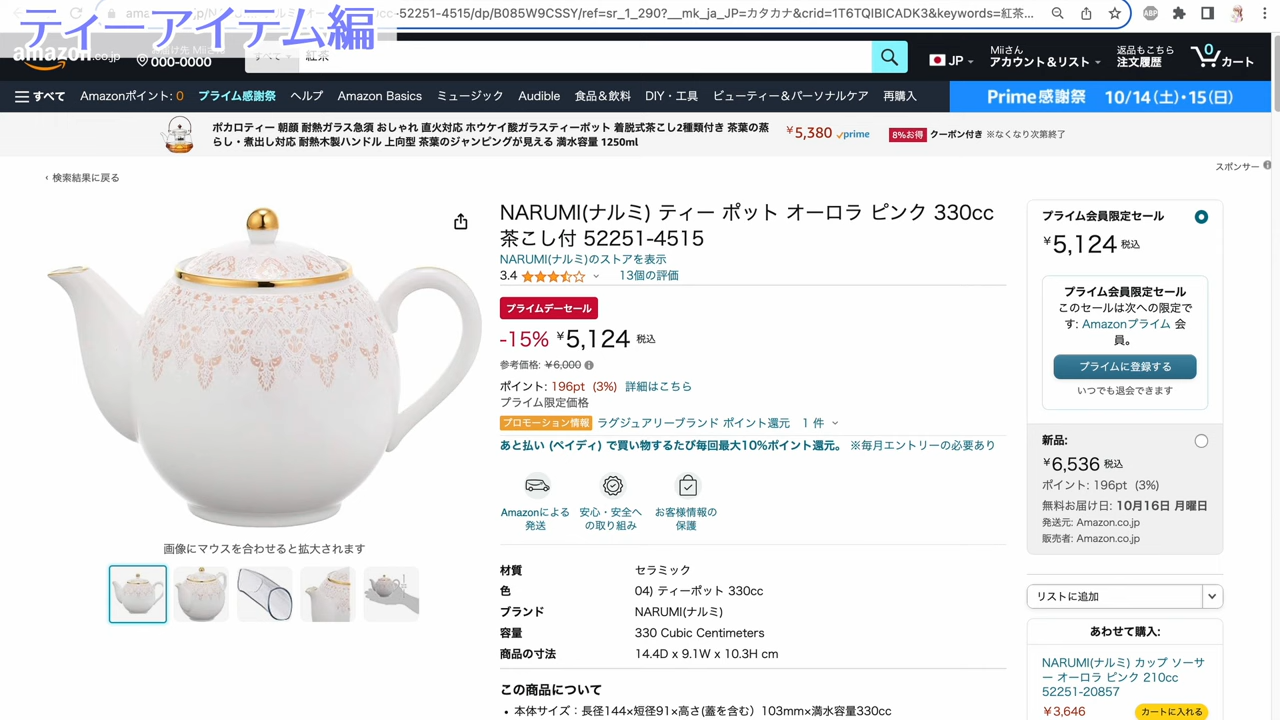 ティーアイテム編
-52251-4515/dp/B085W9CSSY/ref=sr_1_290?__mk_ja_JP=カタカナ&crid=1T6TQIBICADK3&keywords=紅茶...
ABP
amazon.co.jp
お届け先 Miiさん
000-0000
すべて
紅茶
JP
Miiさん
アカウント＆リスト
返品もこちら
注文履歴
0
カート
すべて Amazonポイント: 0 プライム感謝祭 ヘルプ Amazon Basics ミュージック Audible 食品＆飲料 DIY・工具 ビューティー＆パーソナルケア 再購入
Prime感謝祭 10/14（土）・15（日）
ポカロティー 朝顔 耐熱ガラス急須 おしゃれ 直火対応 ホウケイ酸ガラスティーポット 着脱式茶こし2種類付き 茶葉の蒸
らし・煮出し対応 耐熱木製ハンドル 上向型 茶葉のジャンピングが見える 満水容量 1250ml
¥5,380 prime
8%お得 クーポン付き ※なくなり次第終了
スポンサー
‹ 検索結果に戻る
NARUMI(ナルミ) ティー ポット オーロラ ピンク 330cc
茶こし付 52251-4515
NARUMI(ナルミ)のストアを表示
3.4 13個の評価
プライムデーセール
-15% ¥5,124 税込
参考価格: ¥6,000
ポイント: 196pt (3%) 詳細はこちら
プライム限定価格
プロモーション情報 ラグジュアリーブランド ポイント還元 1 件
あと払い (ペイディ) で買い物するたび毎回最大10%ポイント還元。 ※毎月エントリーの必要あり
Amazonによる
発送
安心・安全へ
の取り組み
お客様情報の
保護
画像にマウスを合わせると拡大されます
材質 セラミック
色 04) ティーポット 330cc
ブランド NARUMI(ナルミ)
容量 330 Cubic Centimeters
商品の寸法 14.4D x 9.1W x 10.3H cm
この商品について
• 本体サイズ：長径144×短径91×高さ(蓋を含む）103mm×満水容量330cc
プライム会員限定セール
¥5,124 税込
プライム会員限定セール
このセールは次への限定で
す: Amazonプライム 会
員。
プライムに登録する
いつでも退会できます
新品:
¥6,536 税込
ポイント: 196pt (3%)
無料お届け日: 10月16日 月曜日
発送元: Amazon.co.jp
販売者: Amazon.co.jp
リストに追加
あわせて購入:
NARUMI(ナルミ) カップ ソーサ
ー オーロラ ピンク 210cc
52251-20857
¥3,646
カートに入れる